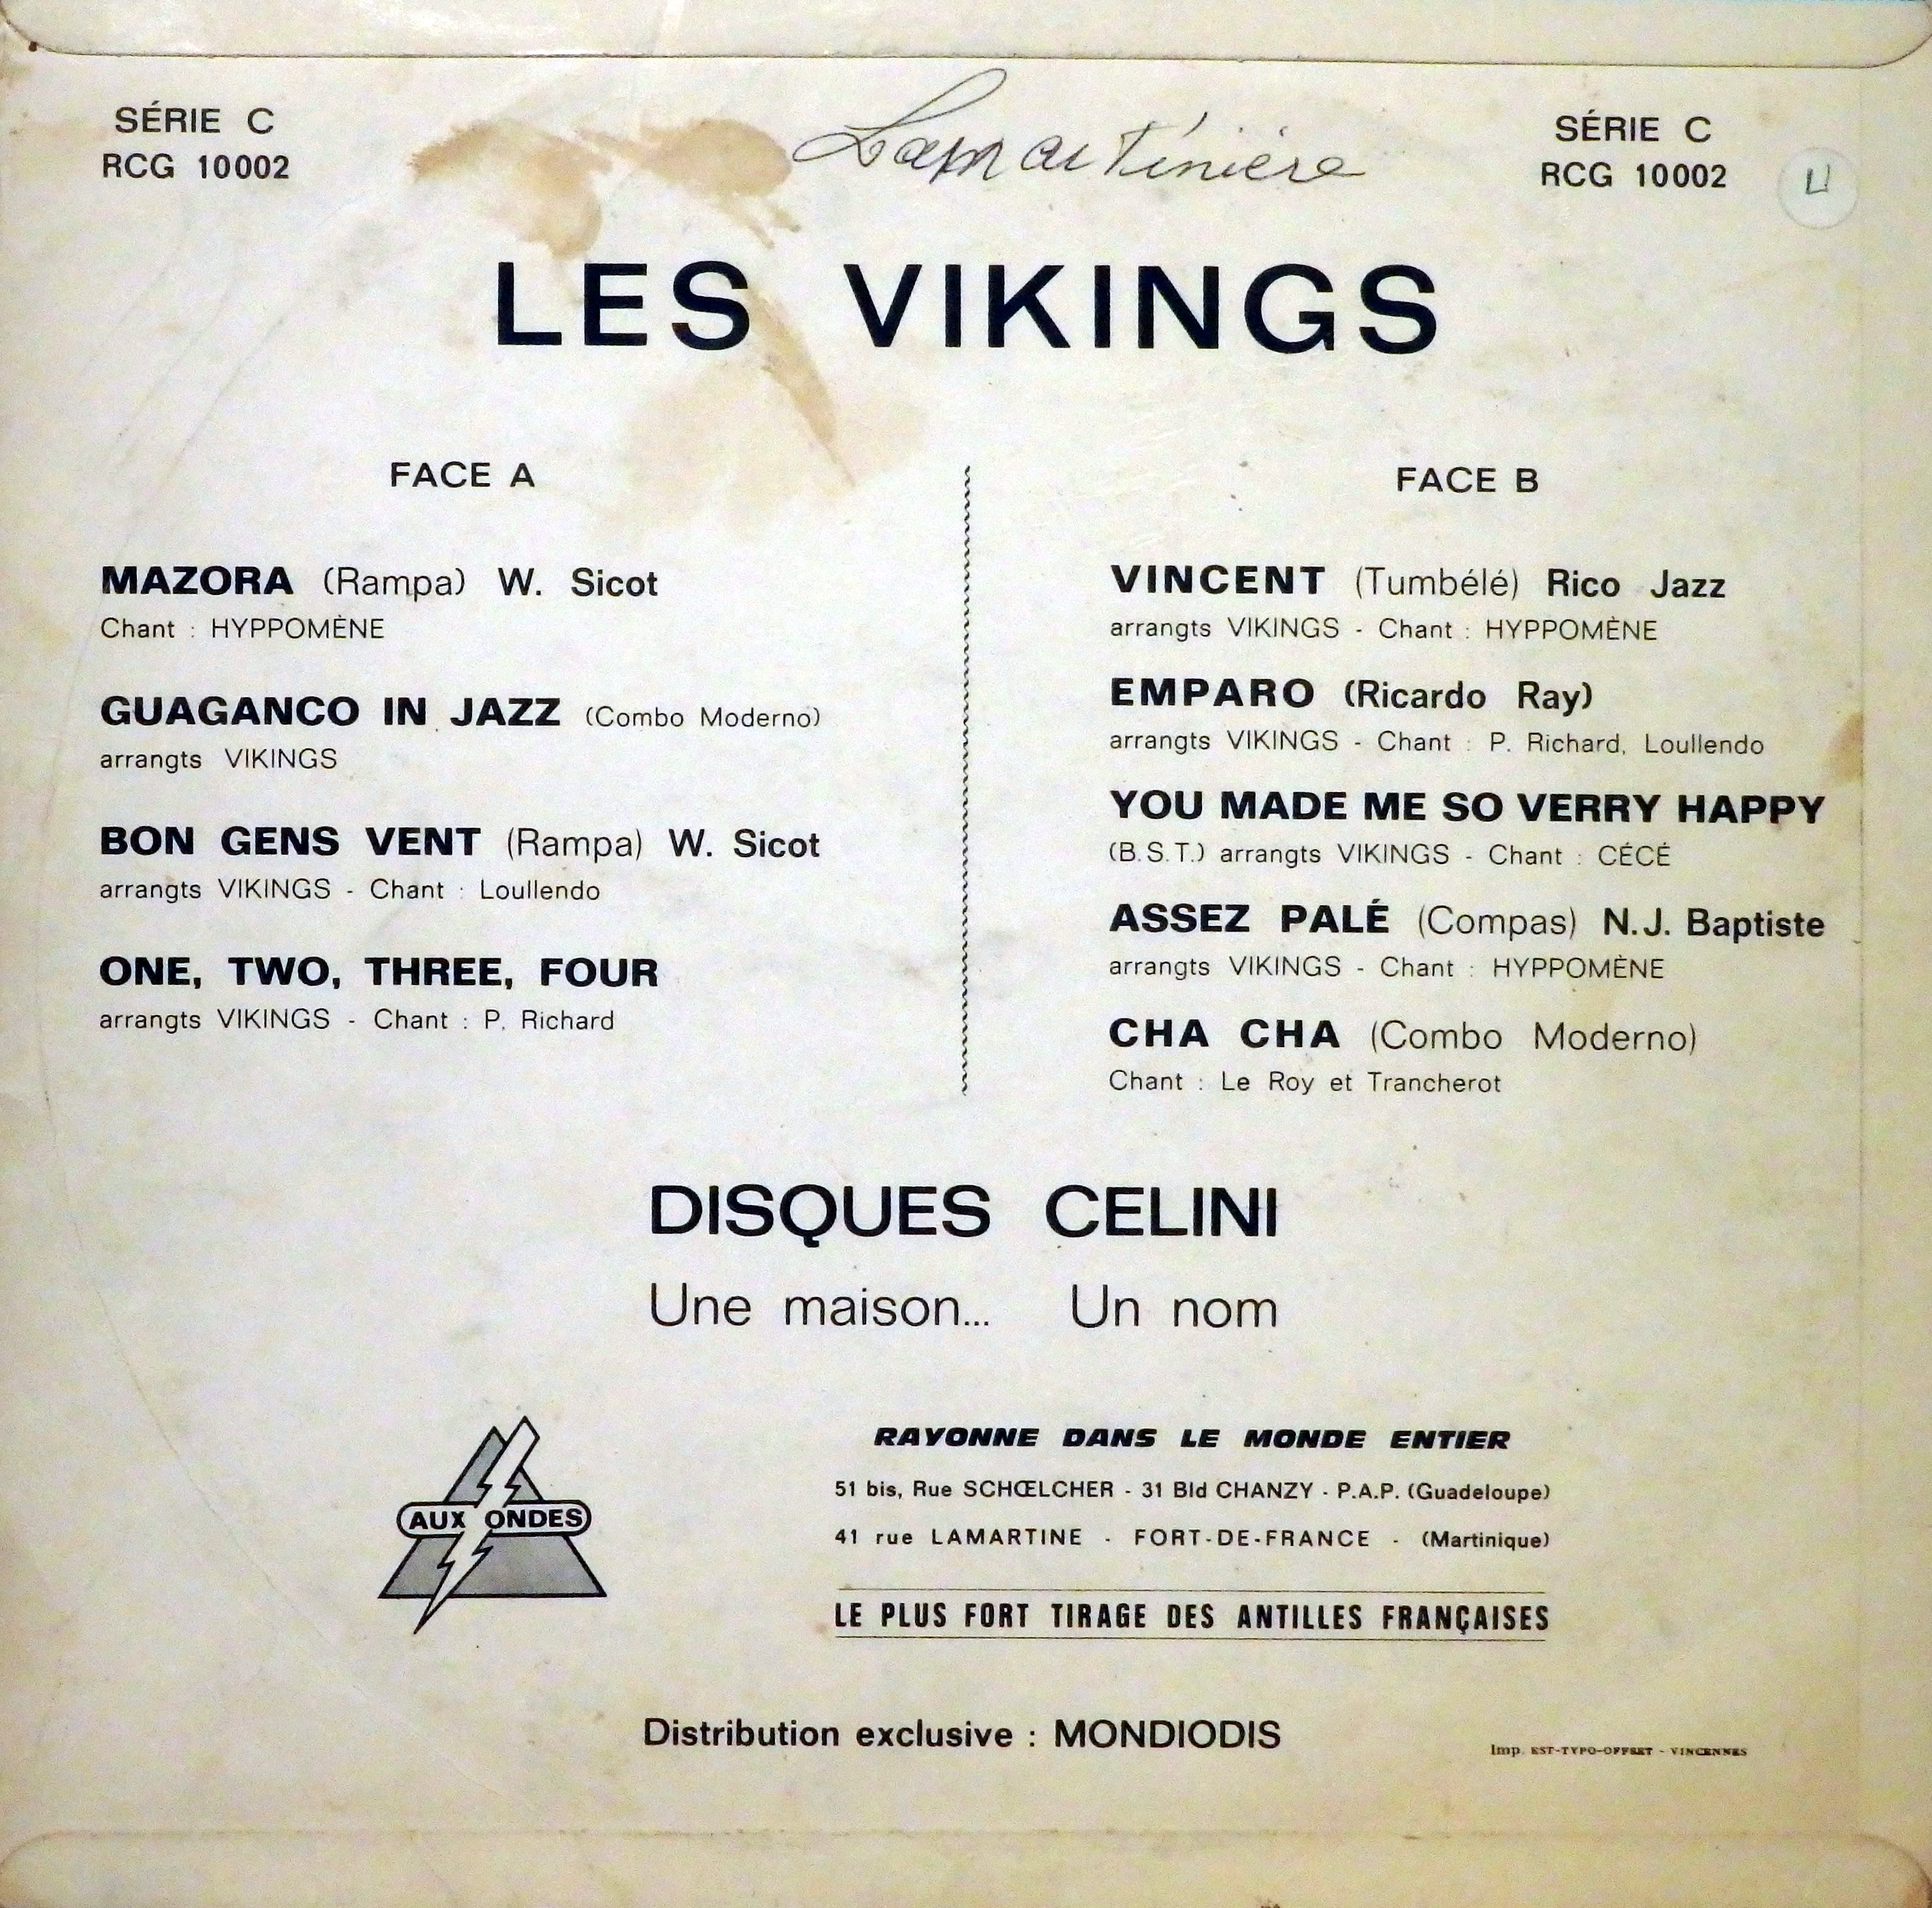 SÉRIE C
RCG 10002
Lamartinière
SÉRIE C
RCG 10002
LES VIKINGS
FACE A
MAZORA (Rampa) W. Sicot
Chant : HYPPOMÈNE
GUAGANCO IN JAZZ (Combo Moderno)
arrangts VIKINGS
BON GENS VENT (Rampa) W. Sicot
arrangts VIKINGS - Chant : Loullendo
ONE, TWO, THREE, FOUR
arrangts VIKINGS - Chant : P. Richard
FACE B
VINCENT (Tumbélé) Rico Jazz
arrangts VIKINGS - Chant : HYPPOMÈNE
EMPARO (Ricardo Ray)
arrangts VIKINGS - Chant : P. Richard, Loullendo
YOU MADE ME SO VERRY HAPPY
(B.S.T.) arrangts VIKINGS - Chant : CÉCÉ
ASSEZ PALÉ (Compas) N.J. Baptiste
arrangts VIKINGS - Chant : HYPPOMÈNE
CHA CHA (Combo Moderno)
Chant : Le Roy et Trancherot
DISQUES CELINI
Une maison... Un nom
AUX ONDES
RAYONNE DANS LE MONDE ENTIER
51 bis, Rue SCHŒLCHER - 31 Bld CHANZY - P.A.P. (Guadeloupe)
41 rue LAMARTINE - FORT-DE-FRANCE - (Martinique)
LE PLUS FORT TIRAGE DES ANTILLES FRANÇAISES
Distribution exclusive : MONDIODIS
Imp. EST-TYPO-OFFSET - VINCENNES